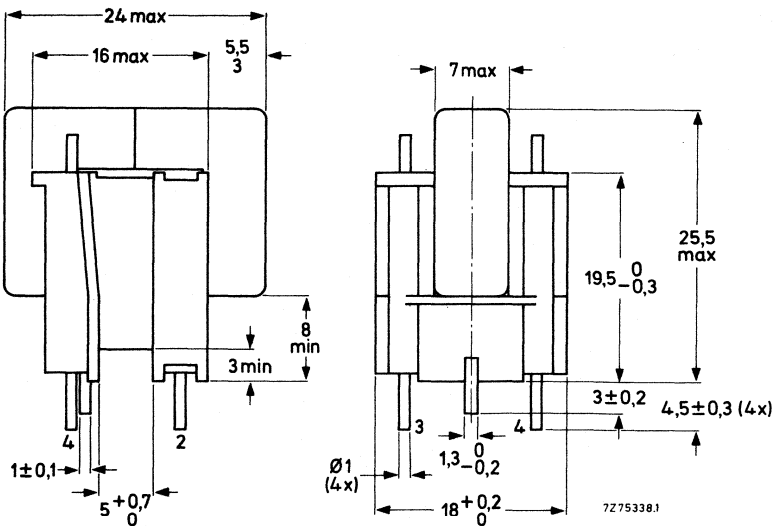 24 max
16 max
5,5
3
7 max
25,5
max
19,5 0
-0,3
8
min
3 min
3±0,2
4,5±0,3 (4x)
4
2
3
4
1±0,1
Ø1
(4x)
1,3 0
-0,2
5 +0,7
0
18 +0,2
0
7Z75338.1